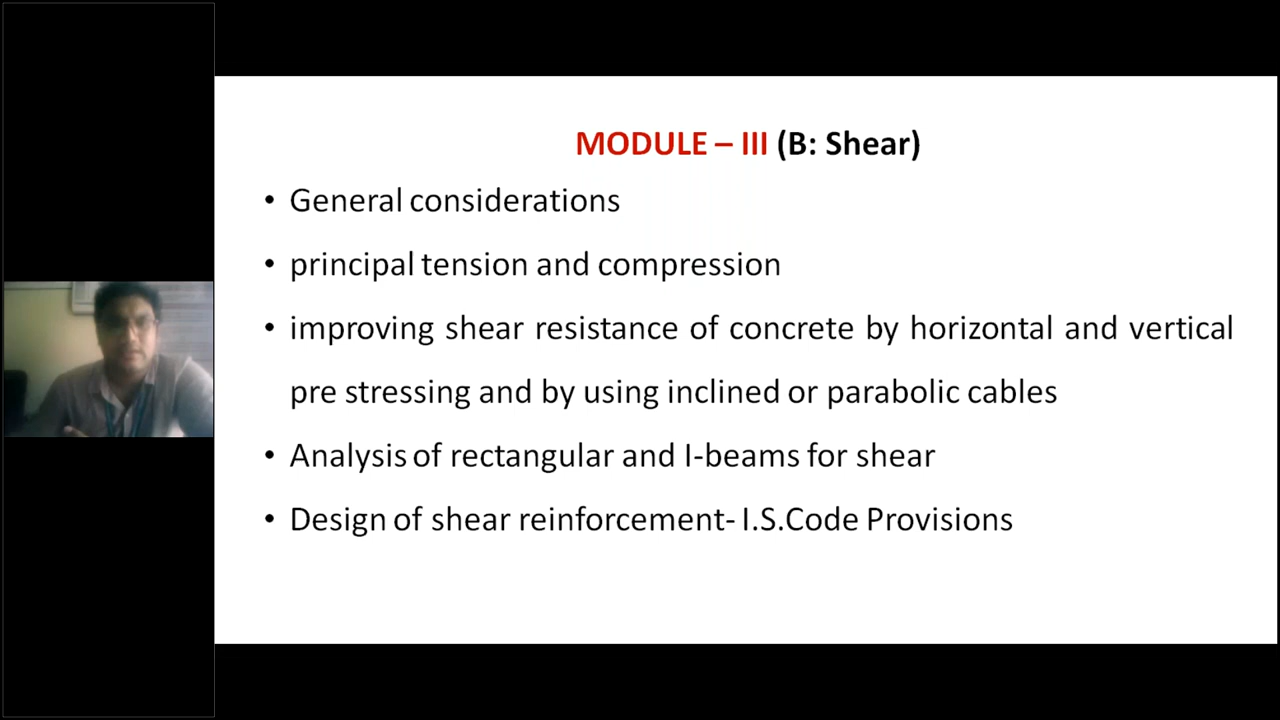 MODULE – III (B: Shear)
• General considerations
• principal tension and compression
• improving shear resistance of concrete by horizontal and vertical
pre stressing and by using inclined or parabolic cables
• Analysis of rectangular and I-beams for shear
• Design of shear reinforcement- I.S.Code Provisions